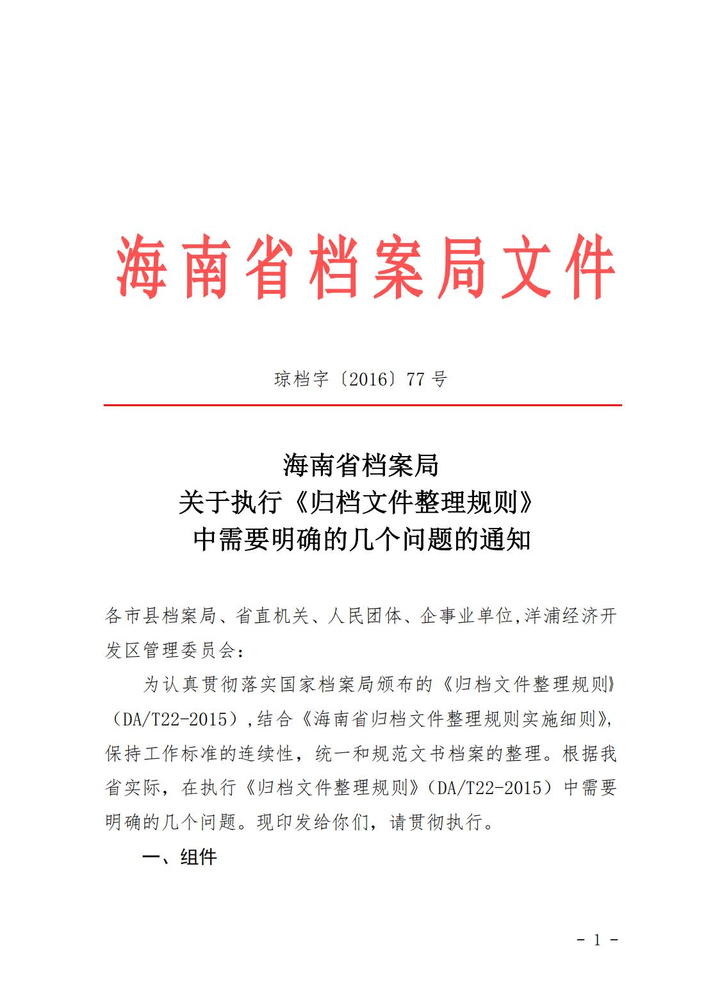 海南省档案局文件
琼档字〔2016〕77 号
海南省档案局
关于执行《归档文件整理规则》
中需要明确的几个问题的通知
各市县档案局、省直机关、人民团体、企事业单位,洋浦经济开
发区管理委员会：
为认真贯彻落实国家档案局颁布的《归档文件整理规则》
（DA/T22-2015）,结合《海南省归档文件整理规则实施细则》,
保持工作标准的连续性，统一和规范文书档案的整理。根据我
省实际，在执行《归档文件整理规则》（DA/T22-2015）中需要
明确的几个问题。现印发给你们，请贯彻执行。
一、组件
- 1 -